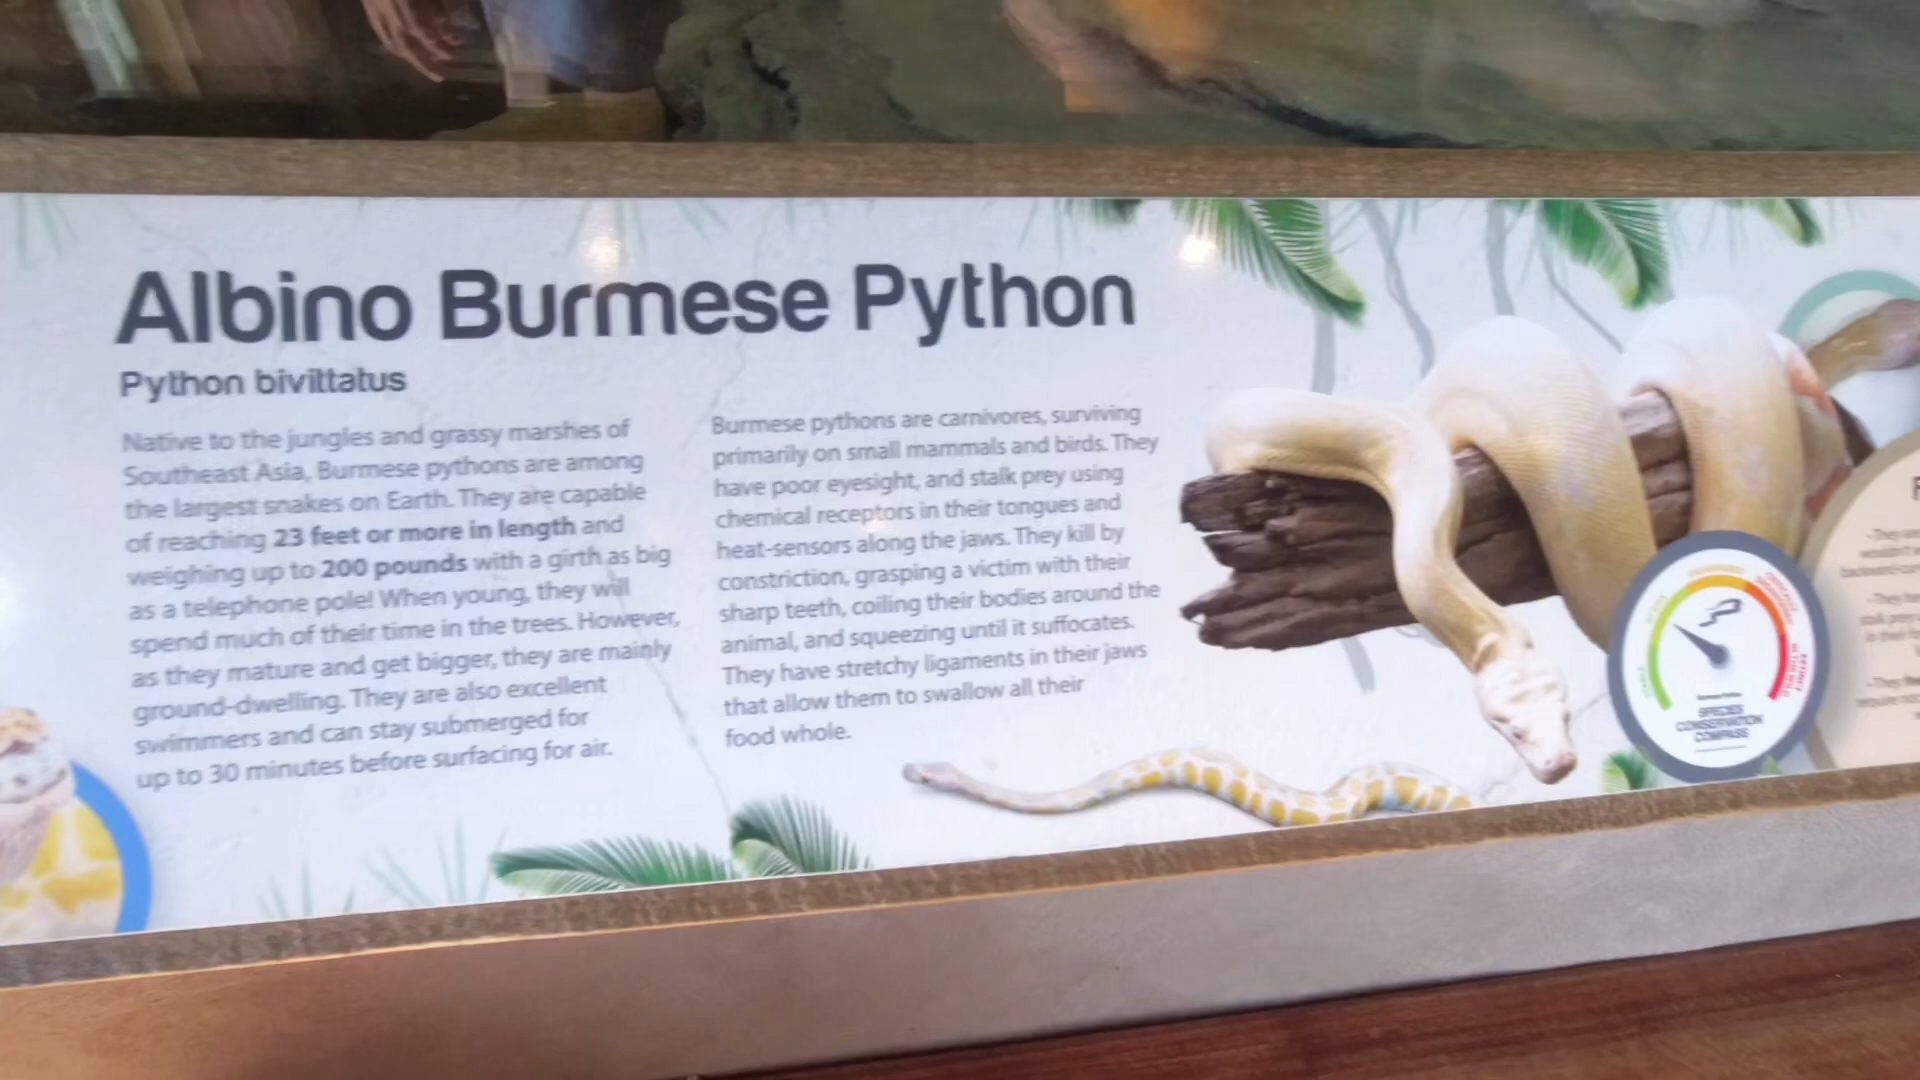 Albino Burmese Python
Python bivittatus
Native to the jungles and grassy marshes of
Southeast Asia, Burmese pythons are among
the largest snakes on Earth. They are capable
of reaching 23 feet or more in length and
weighing up to 200 pounds with a girth as big
as a telephone pole! When young, they will
spend much of their time in the trees. However,
as they mature and get bigger, they are mainly
ground-dwelling. They are also excellent
swimmers and can stay submerged for
up to 30 minutes before surfacing for air.
Burmese pythons are carnivores, surviving
primarily on small mammals and birds. They
have poor eyesight, and stalk prey using
chemical receptors in their tongues and
heat-sensors along the jaws. They kill by
constriction, grasping a victim with their
sharp teeth, coiling their bodies around the
animal, and squeezing until it suffocates.
They have stretchy ligaments in their jaws
that allow them to swallow all their
food whole.
SPECIES
CONSERVATION
COMPASS